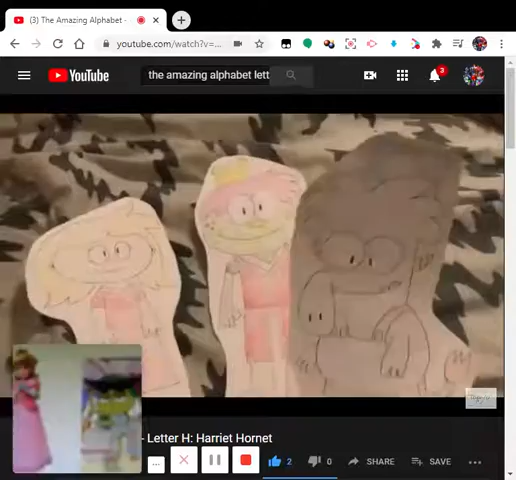 (3) The Amazing Alphabet -
youtube.com/watch?v=...
YouTube
the amazing alphabet lett
3
- Letter H: Harriet Hornet
2
0
SHARE
SAVE